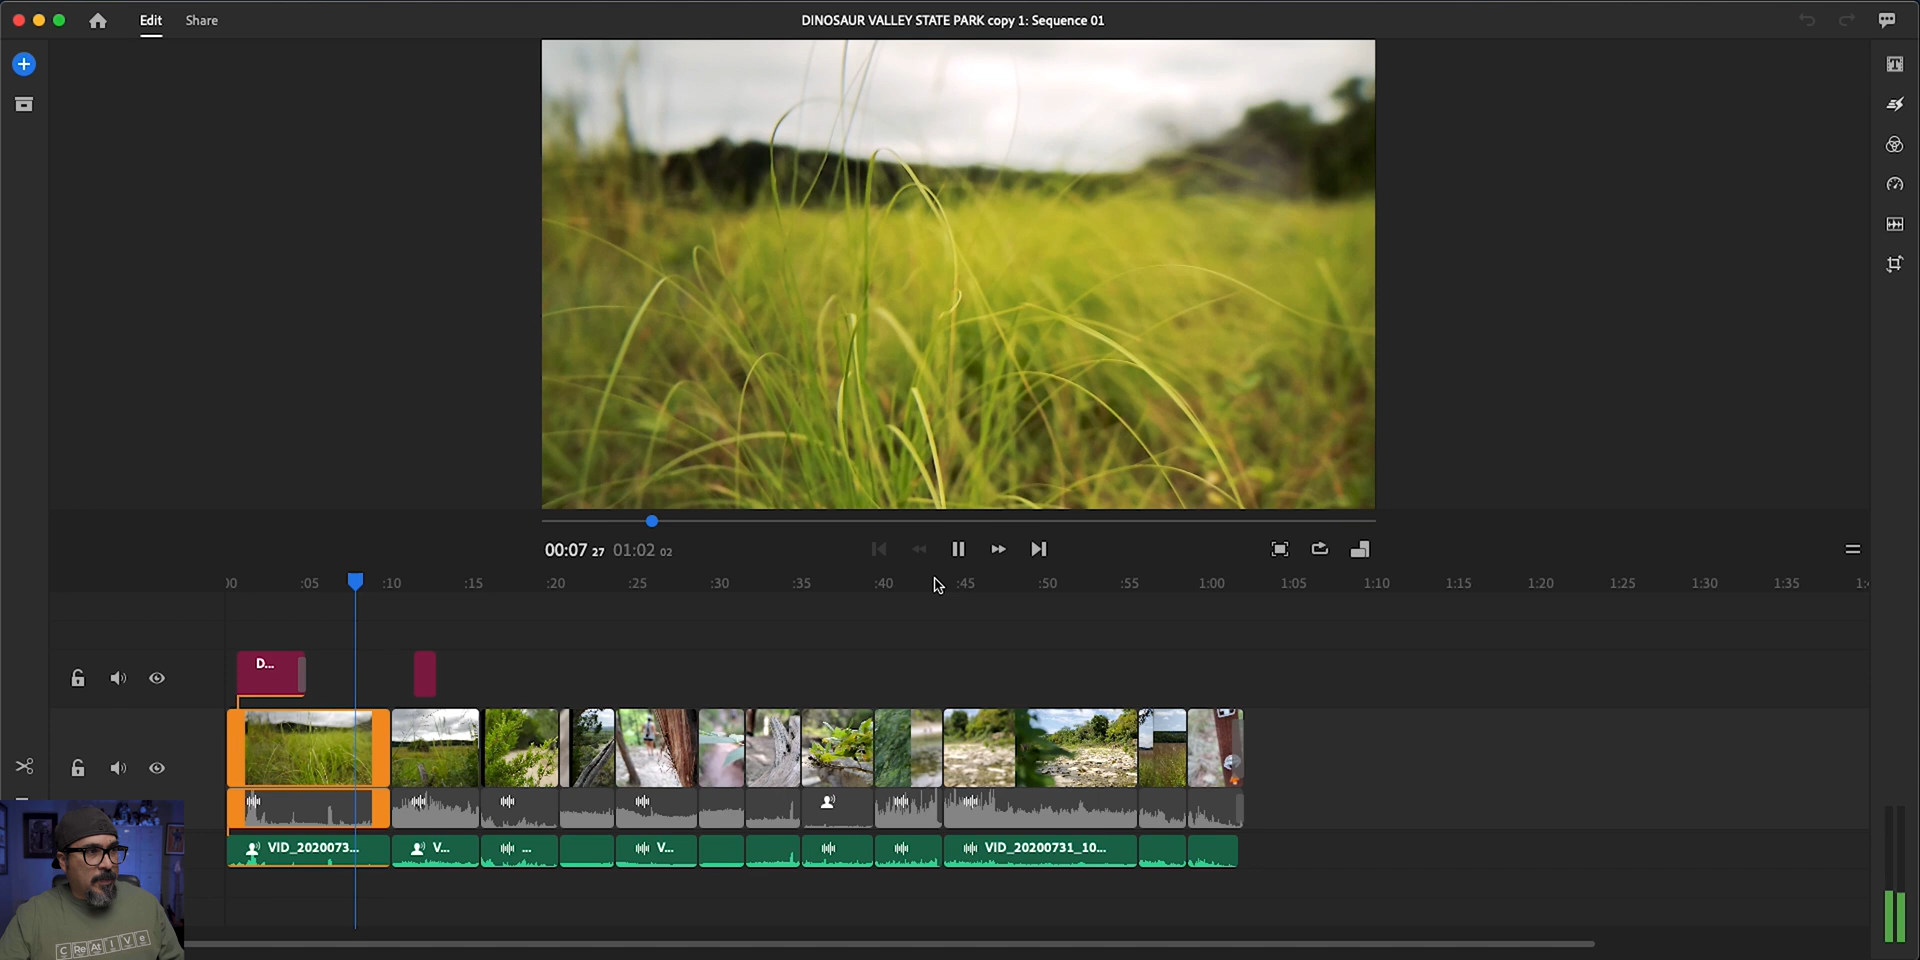 Edit Share DINOSAUR VALLEY STATE PARK copy 1: Sequence 01
00:07 27 01:02 02
:00 :05 :10 :15 :20 :25 :30 :35 :40 :45 :50 :55 1:00 1:05 1:10 1:15 1:20 1:25 1:30 1:35
D...
VID_2020073... V... ... V... VID_20200731_10...
CReAtIVe